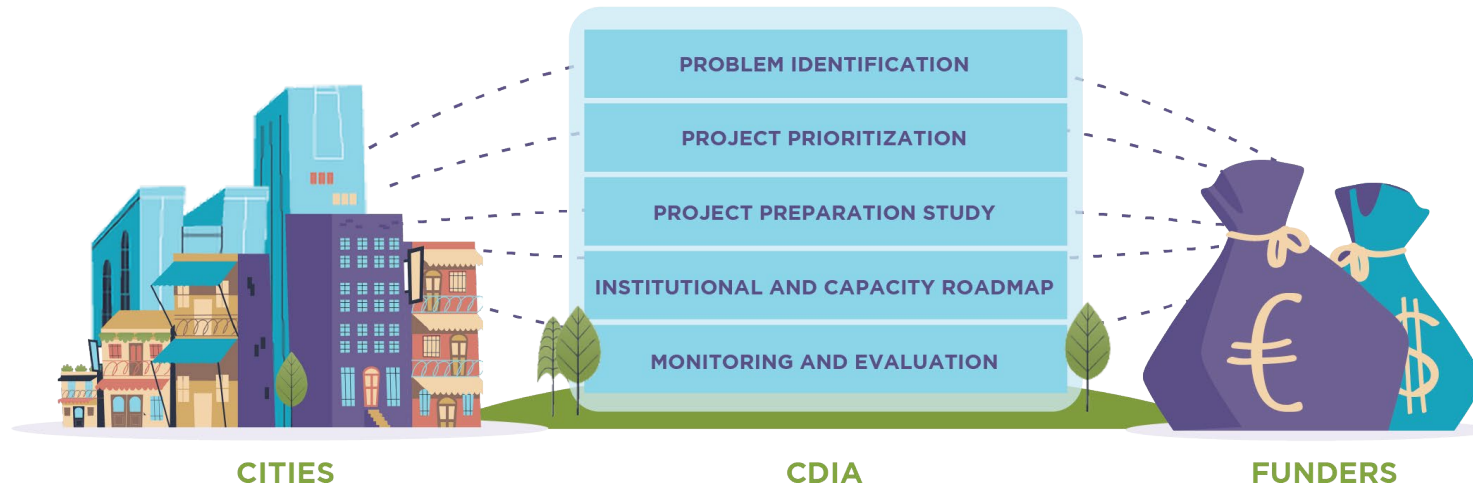 PROBLEM IDENTIFICATION
PROJECT PRIORITIZATION
PROJECT PREPARATION STUDY
INSTITUTIONAL AND CAPACITY ROADMAP
MONITORING AND EVALUATION
€
$
CITIES
CDIA
FUNDERS